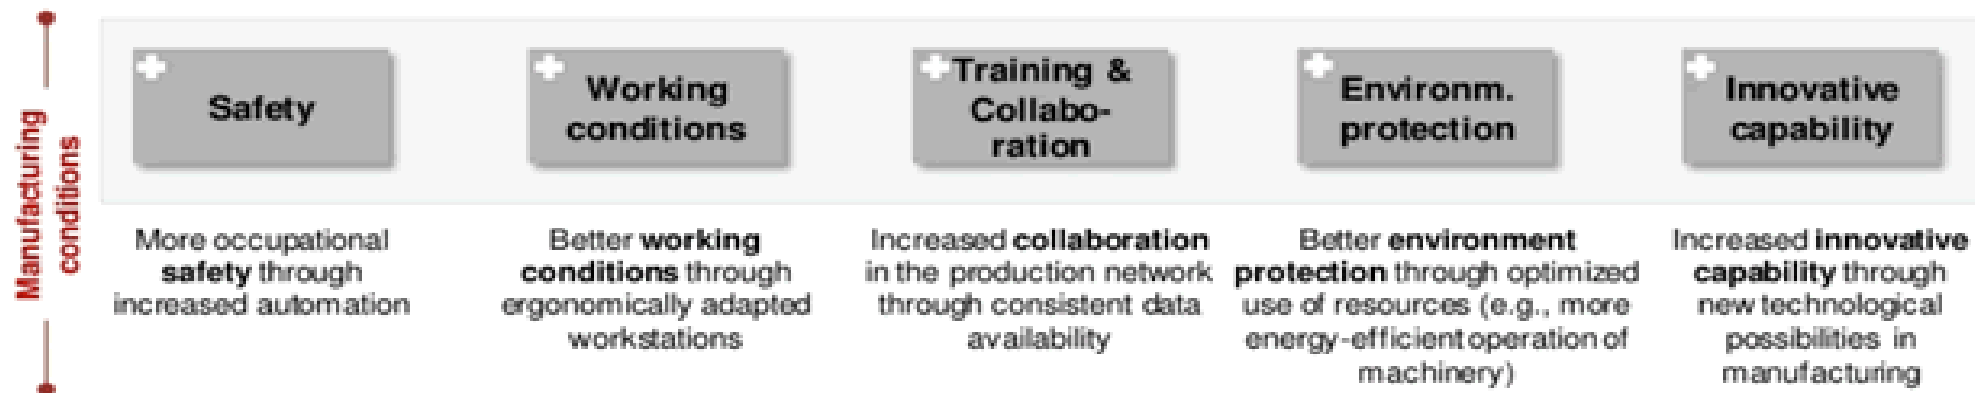 Manufacturing
conditions
Safety
Working
conditions
Training &
Collabo-
ration
Environm.
protection
Innovative
capability
More occupational
safety through
increased automation
Better working
conditions through
ergonomically adapted
workstations
Increased collaboration
in the production network
through consistent data
availability
Better environment
protection through optimized
use of resources (e.g., more
energy-efficient operation of
machinery)
Increased innovative
capability through
new technological
possibilities in
manufacturing